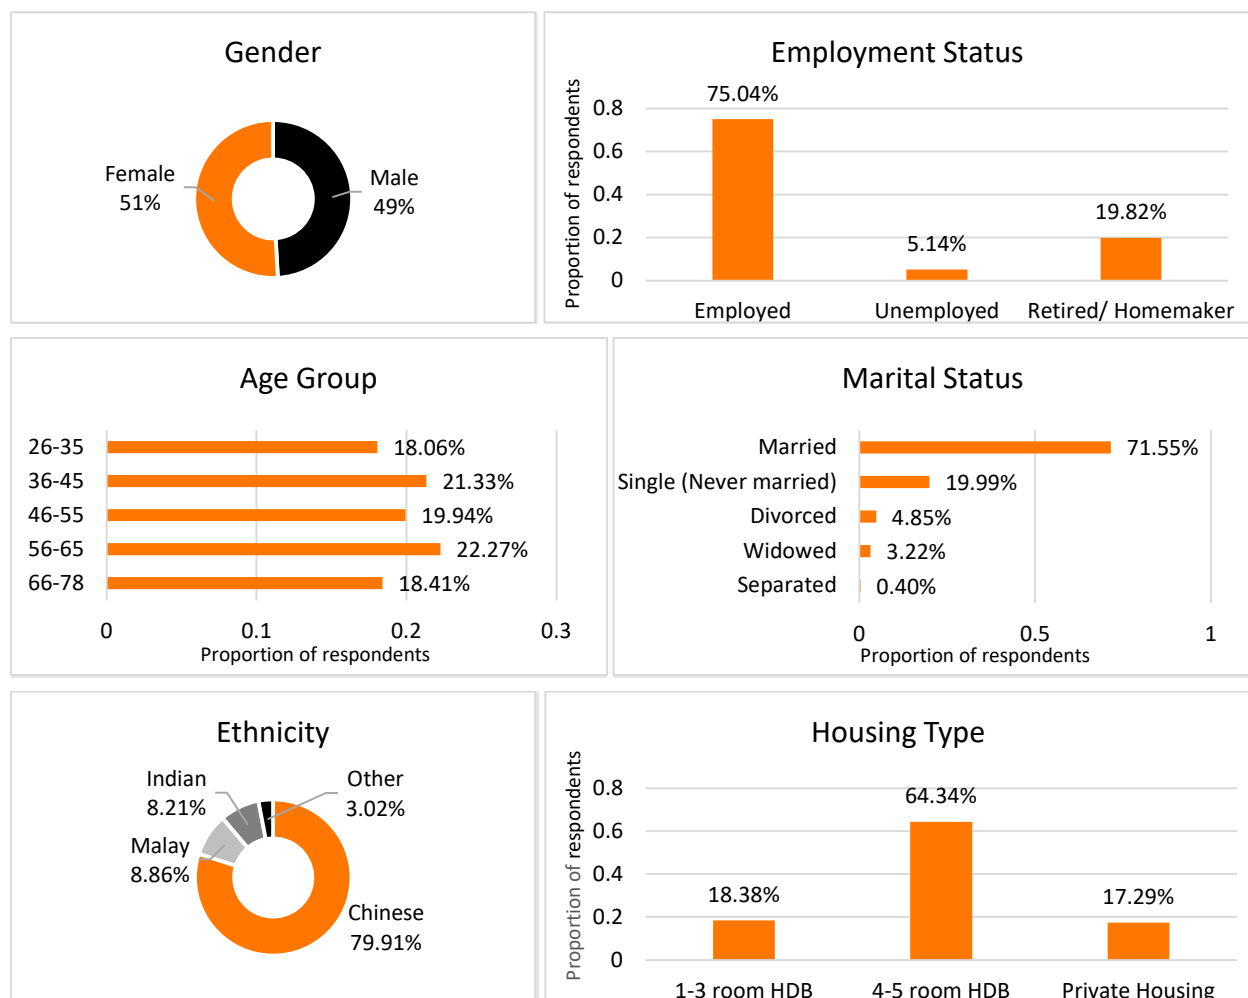 Gender
Female
51%
Male
49%
Employment Status
Proportion of respondents
0.8
0.6
0.4
0.2
0
75.04%
5.14%
19.82%
Employed
Unemployed
Retired/ Homemaker
Age Group
26-35
18.06%
36-45
21.33%
46-55
19.94%
56-65
22.27%
66-78
18.41%
0
0.1
0.2
0.3
Proportion of respondents
Marital Status
Married
71.55%
Single (Never married)
19.99%
Divorced
4.85%
Widowed
3.22%
Separated
0.40%
0
0.5
1
Proportion of respondents
Ethnicity
Indian
8.21%
Other
3.02%
Malay
8.86%
Chinese
79.91%
Housing Type
Proportion of respondents
0.8
0.6
0.4
0.2
0
18.38%
64.34%
17.29%
1-3 room HDB
4-5 room HDB
Private Housing